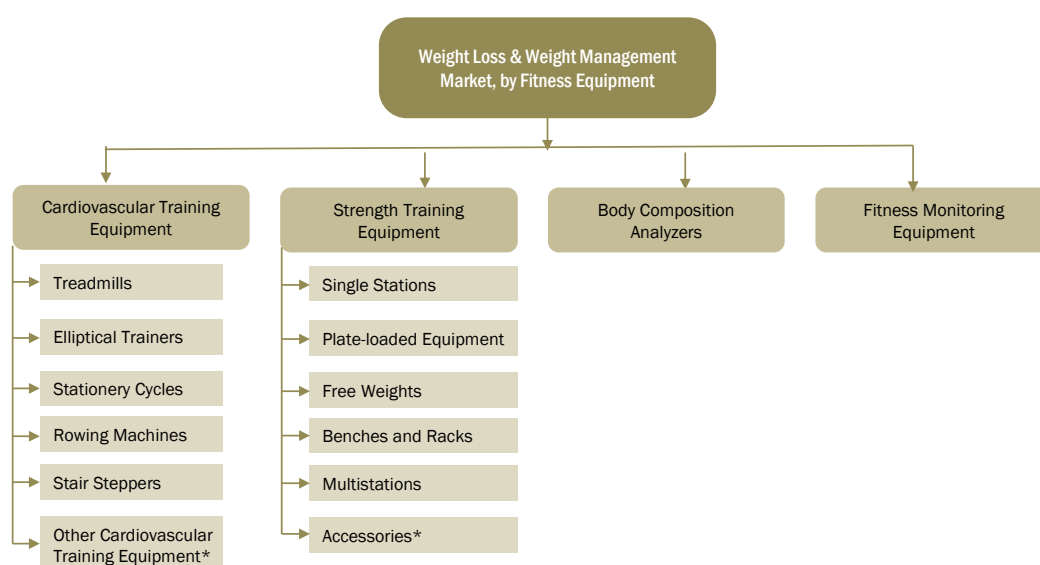 Weight Loss & Weight Management
Market, by Fitness Equipment
Cardiovascular Training
Equipment
Strength Training
Equipment
Body Composition
Analyzers
Fitness Monitoring
Equipment
Treadmills
Elliptical Trainers
Stationery Cycles
Rowing Machines
Stair Steppers
Other Cardiovascular
Training Equipment*
Single Stations
Plate-loaded Equipment
Free Weights
Benches and Racks
Multistations
Accessories*